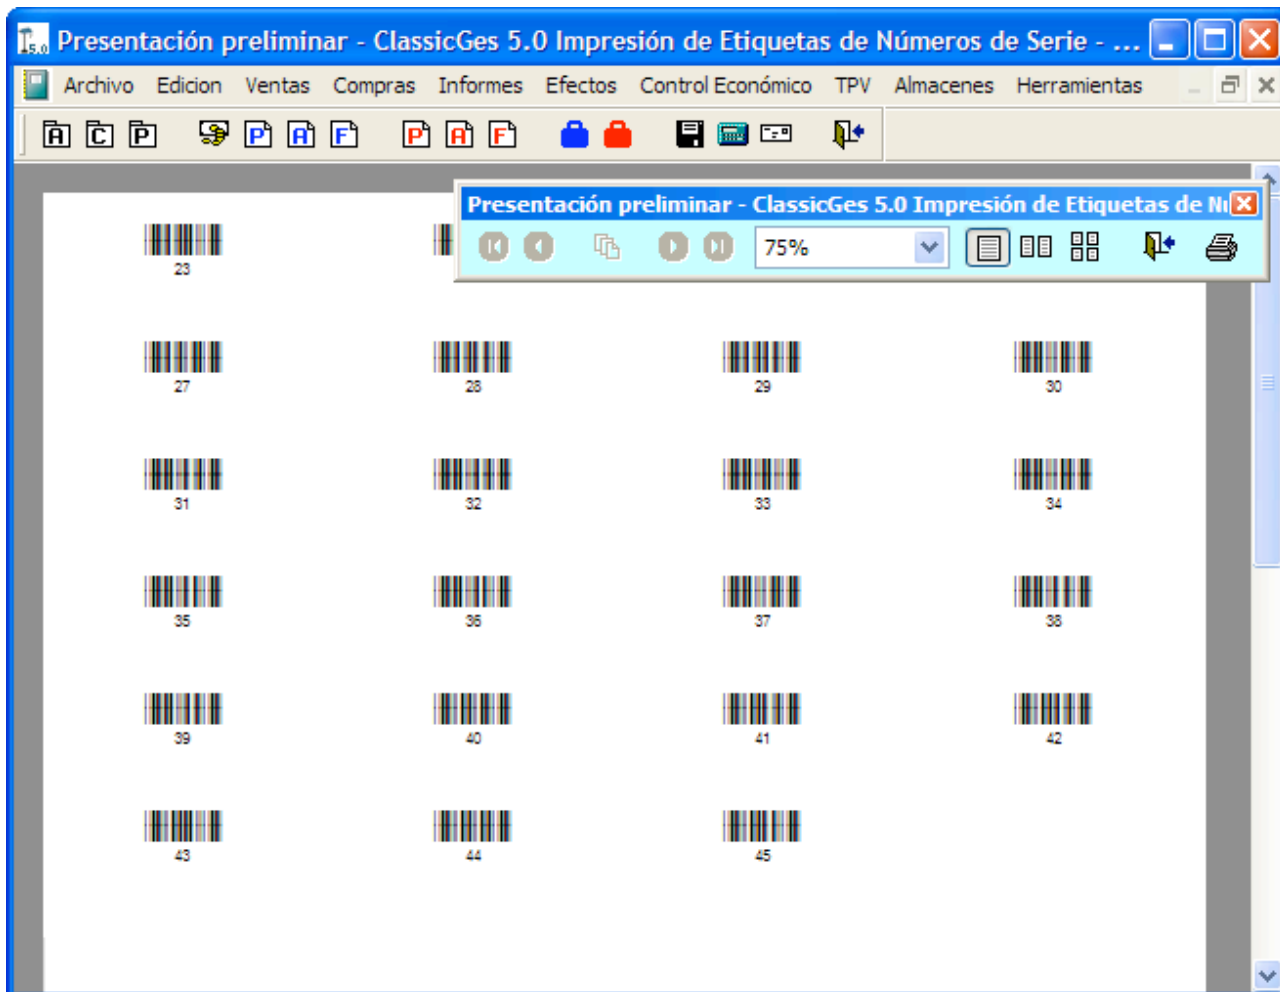 T5.0 Presentación preliminar - ClassicGes 5.0 Impresión de Etiquetas de Números de Serie - ...
Archivo Edicion Ventas Compras Informes Efectos Control Económico TPV Almacenes Herramientas
A C P P A F P A F
Presentación preliminar - ClassicGes 5.0 Impresión de Etiquetas de
75%
23
27 28 29 30
31 32 33 34
35 36 37 38
39 40 41 42
43 44 45